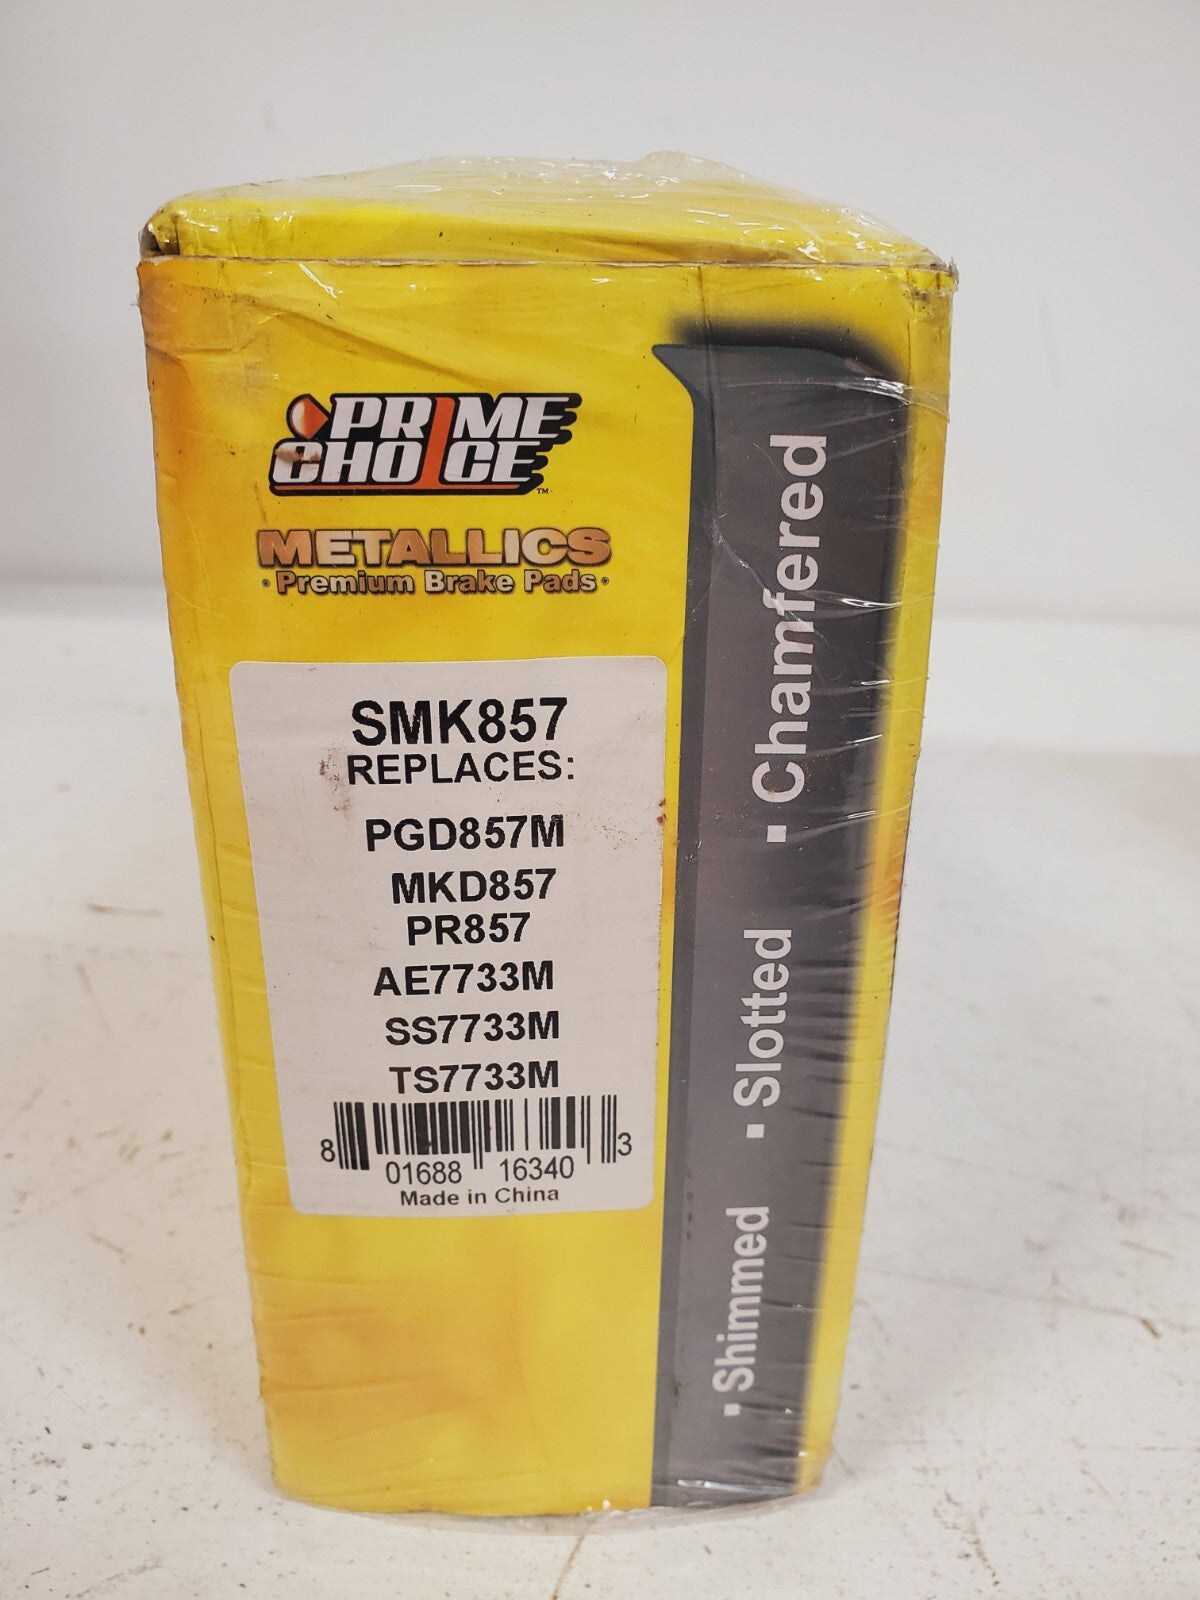 PRIME
CHOICE
™
METALLICS
• Premium Brake Pads •
SMK857
REPLACES:
PGD857M
MKD857
PR857
AE7733M
SS7733M
TS7733M
8 01688 16340 3
Made in China
▪ Shimmed ▪ Slotted ▪ Chamfered